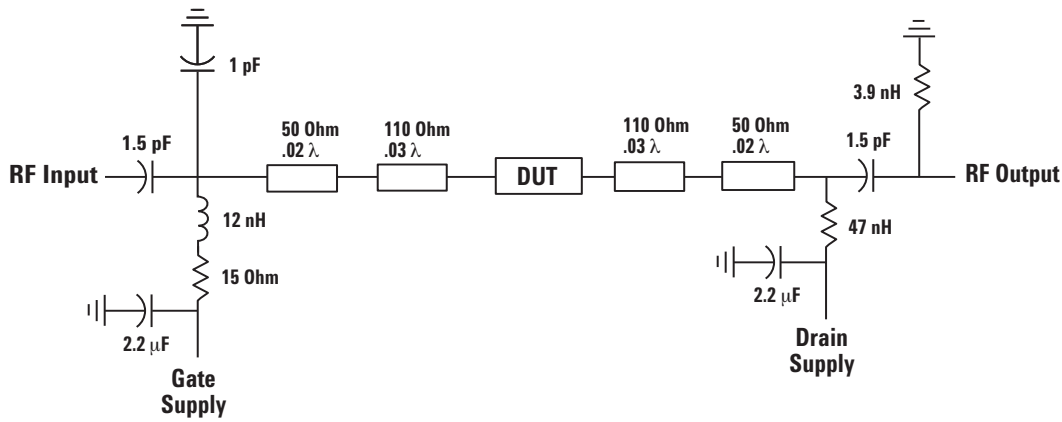 1 pF
3.9 nH
50 Ohm
.02 λ
110 Ohm
.03 λ
110 Ohm
.03 λ
50 Ohm
.02 λ
1.5 pF
1.5 pF
RF Input
DUT
RF Output
12 nH
47 nH
15 Ohm
2.2 μF
2.2 μF
Gate
Supply
Drain
Supply